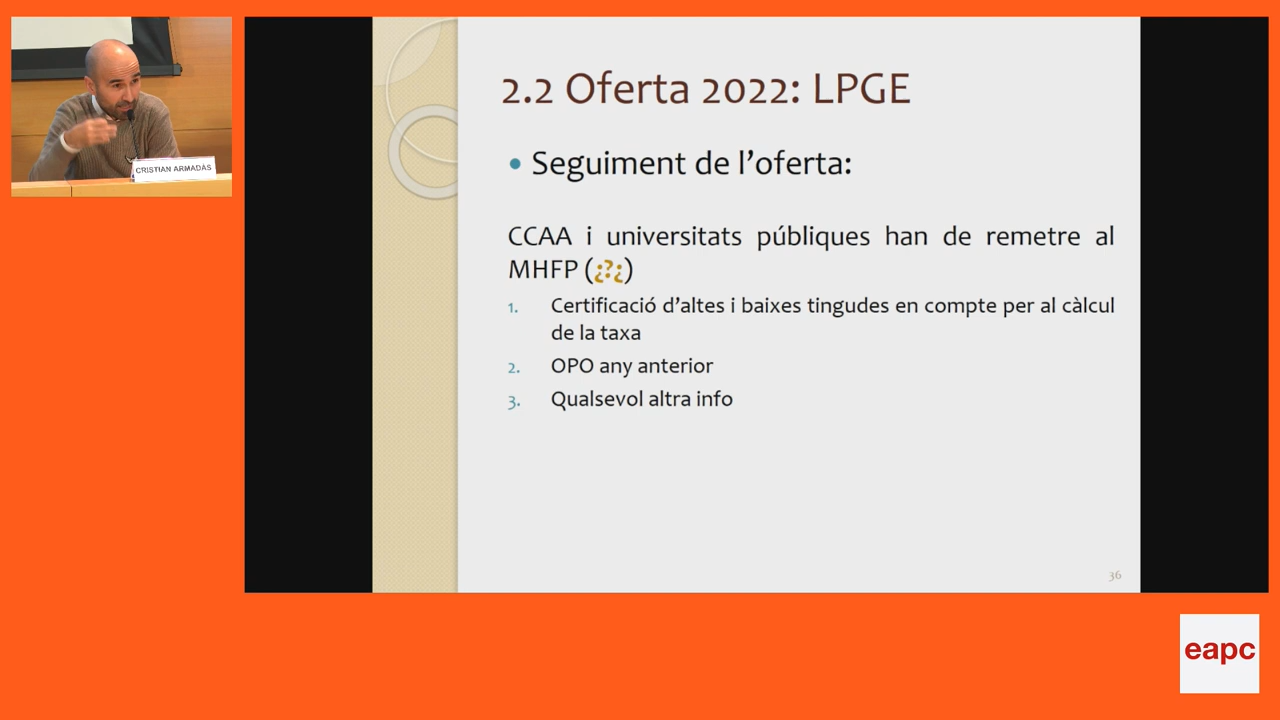 CRISTIAN ARMADÀS
2.2 Oferta 2022: LPGE
• Seguiment de l’oferta:
CCAA i universitats públiques han de remetre al
MHFP (¿?¿)
1. Certificació d’altes i baixes tingudes en compte per al càlcul
de la taxa
2. OPO any anterior
3. Qualsevol altra info
36
eapc